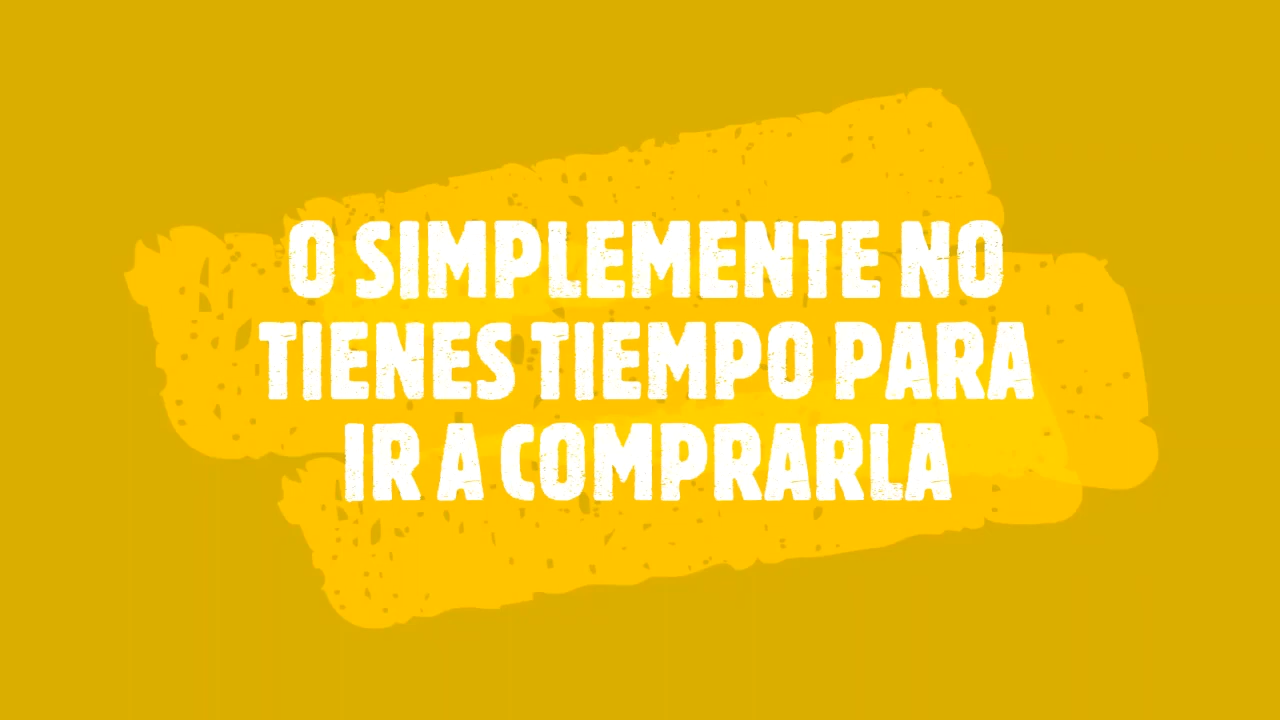 O SIMPLEMENTE NO
TIENES TIEMPO PARA
IR A COMPRARLA